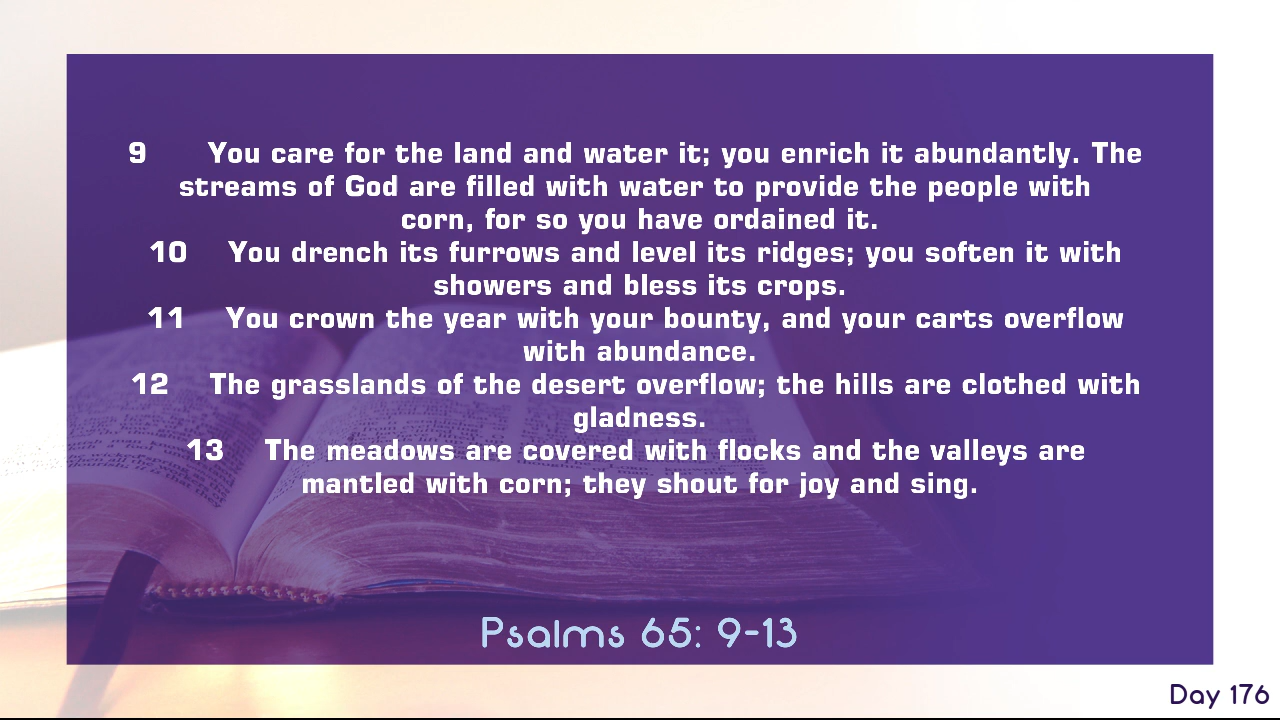 9 You care for the land and water it; you enrich it abundantly. The
streams of God are filled with water to provide the people with
corn, for so you have ordained it.
10 You drench its furrows and level its ridges; you soften it with
showers and bless its crops.
11 You crown the year with your bounty, and your carts overflow
with abundance.
12 The grasslands of the desert overflow; the hills are clothed with
gladness.
13 The meadows are covered with flocks and the valleys are
mantled with corn; they shout for joy and sing.
Psalms 65: 9-13
Day 176